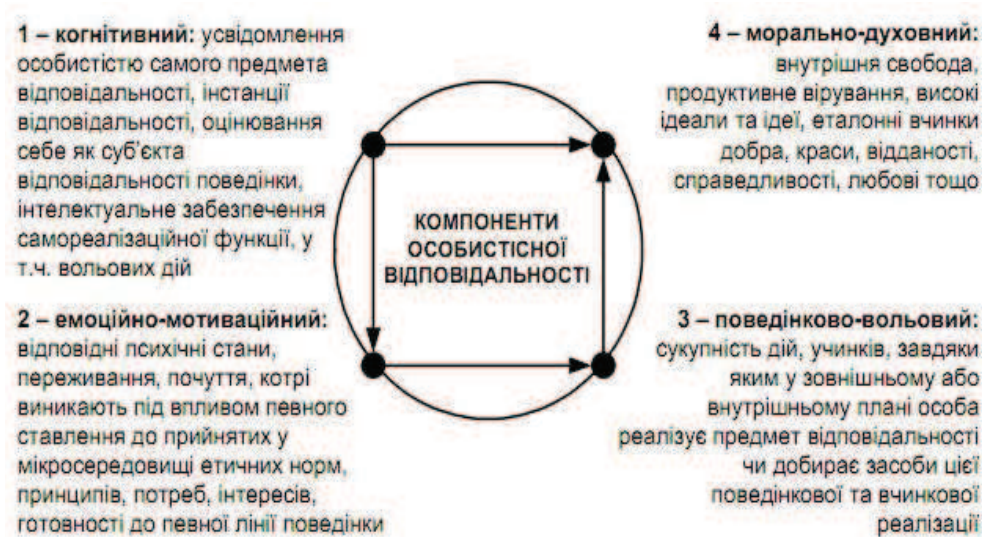 1 – когнітивний: усвідомлення
особистістю самого предмета
відповідальності, інстанції
відповідальності, оцінювання
себе як суб’єкта
відповідальності поведінки,
інтелектуальне забезпечення
самореалізаційної функції, у
т.ч. вольових дій
4 – морально-духовний:
внутрішня свобода,
продуктивне вірування, високі
ідеали та ідеї, еталонні вчинки
добра, краси, відданості,
справедливості, любові тощо
КОМПОНЕНТИ
ОСОБИСТІСНОЇ
ВІДПОВІДАЛЬНОСТІ
2 – емоційно-мотиваційний:
відповідні психічні стани,
переживання, почуття, котрі
виникають під впливом певного
ставлення до прийнятих у
мікросередовищі етичних норм,
принципів, потреб, інтересів,
готовності до певної лінії поведінки
3 – поведінково-вольовий:
сукупність дій, учинків, завдяки
яким у зовнішньому або
внутрішньому плані особа
реалізує предмет відповідальності
чи добирає засоби цієї
поведінкової та вчинкової
реалізації